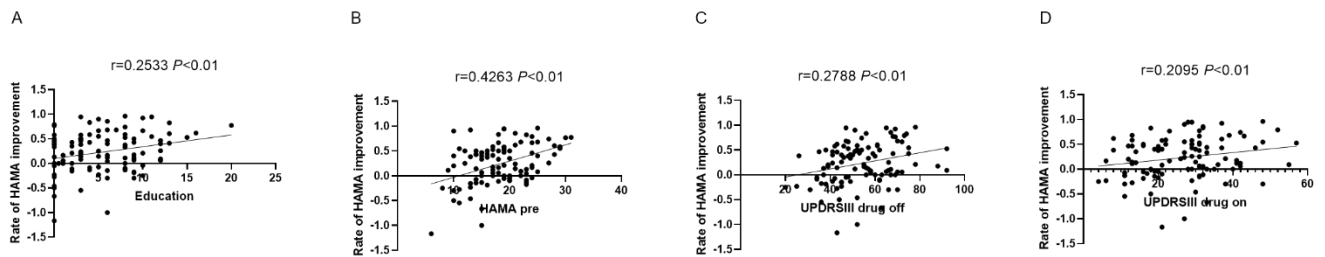 A
r=0.2533 P<0.01
Rate of HAMA improvement
1.5
1.0
0.5
0.0
-0.5
-1.0
-1.5
5
10
15
20
25
Education
B
r=0.4263 P<0.01
Rate of HAMA improvement
1.5
1.0
0.5
0.0
-0.5
-1.0
-1.5
10
20
30
40
HAMA pre
C
r=0.2788 P<0.01
Rate of HAMA improvement
1.5
1.0
0.5
0.0
-0.5
-1.0
-1.5
20
40
60
80
100
UPDRSIII drug off
D
r=0.2095 P<0.01
Rate of HAMA improvement
1.5
1.0
0.5
0.0
-0.5
-1.0
-1.5
20
40
60
UPDRSIII drug on